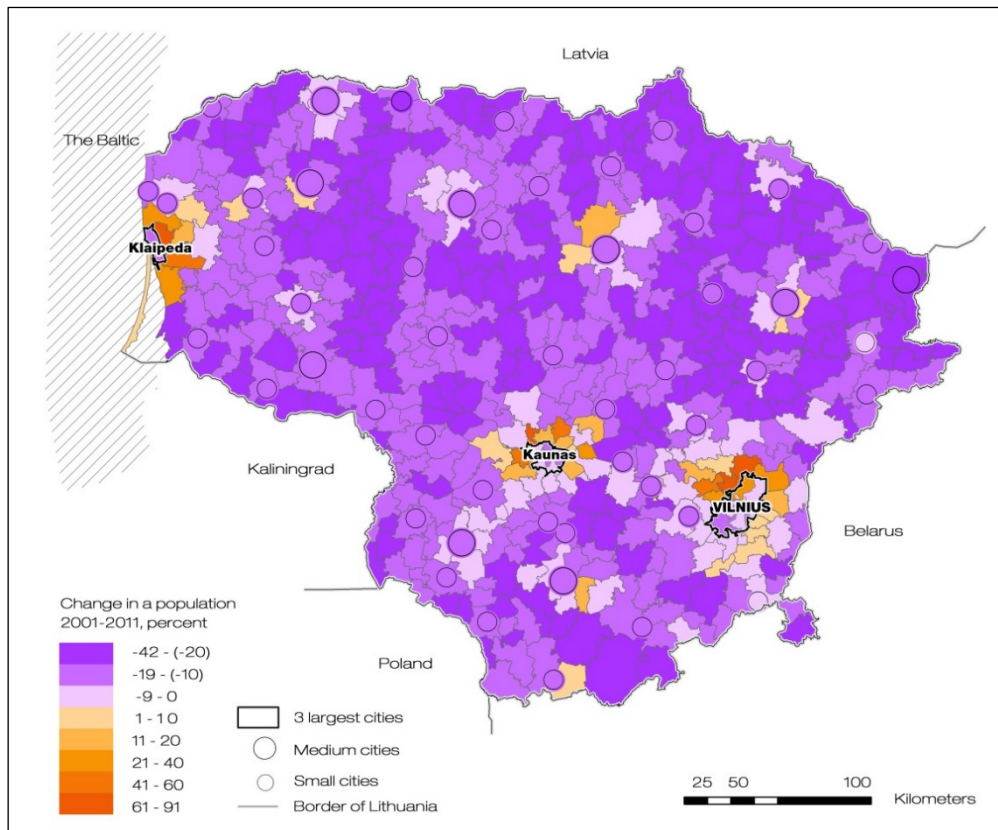 Latvia
The Baltic
Klaipeda
Kaunas
Kaliningrad
VILNIUS
Belarus
Poland
Change in a population
2001-2011, percent
-42 - (-20)
-19 - (-10)
-9 - 0
1 - 10
11 - 20
21 - 40
41 - 60
61 - 91
3 largest cities
Medium cities
Small cities
Border of Lithuania
25 50 100
Kilometers